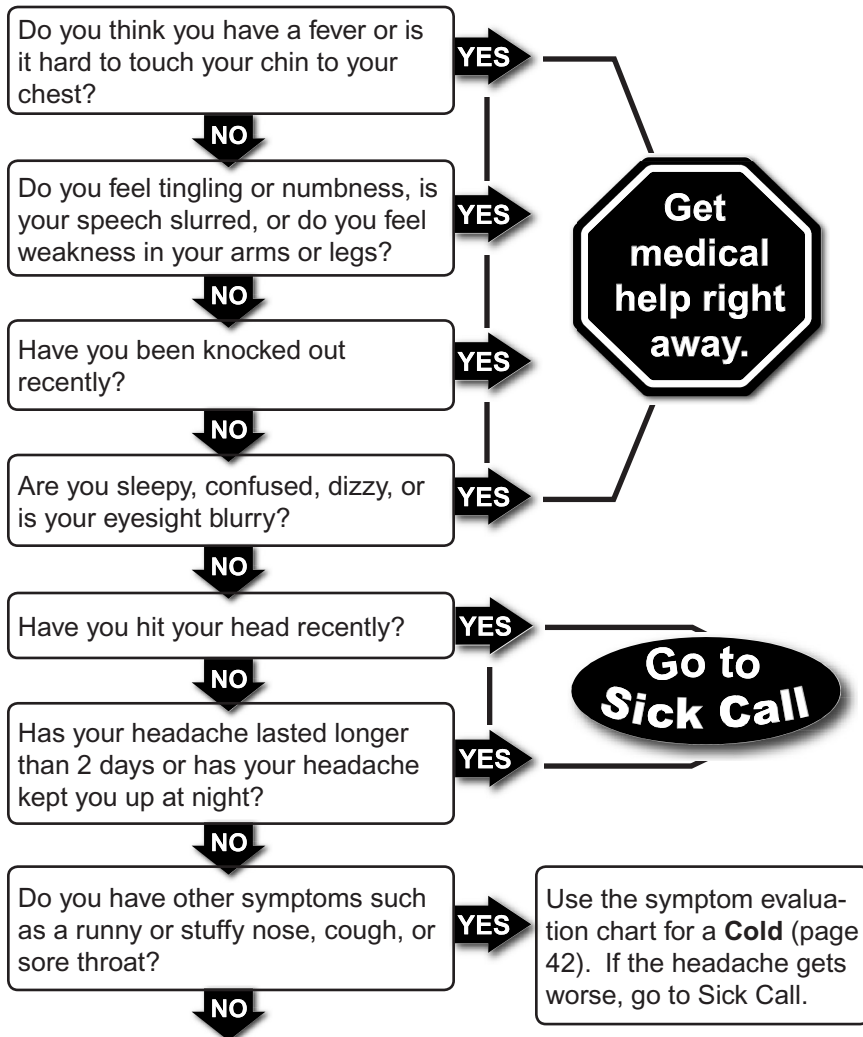 Do you think you have a fever or is
it hard to touch your chin to your
chest?
YES
NO
Do you feel tingling or numbness, is
your speech slurred, or do you feel
weakness in your arms or legs?
YES
Get
medical
help right
away.
NO
Have you been knocked out
recently?
YES
NO
Are you sleepy, confused, dizzy, or
is your eyesight blurry?
YES
NO
Have you hit your head recently?
YES
Go to
Sick Call
NO
Has your headache lasted longer
than 2 days or has your headache
kept you up at night?
YES
NO
Do you have other symptoms such
as a runny or stuffy nose, cough, or
sore throat?
YES
Use the symptom evalua-
tion chart for a Cold (page
42).  If the headache gets
worse, go to Sick Call.
NO